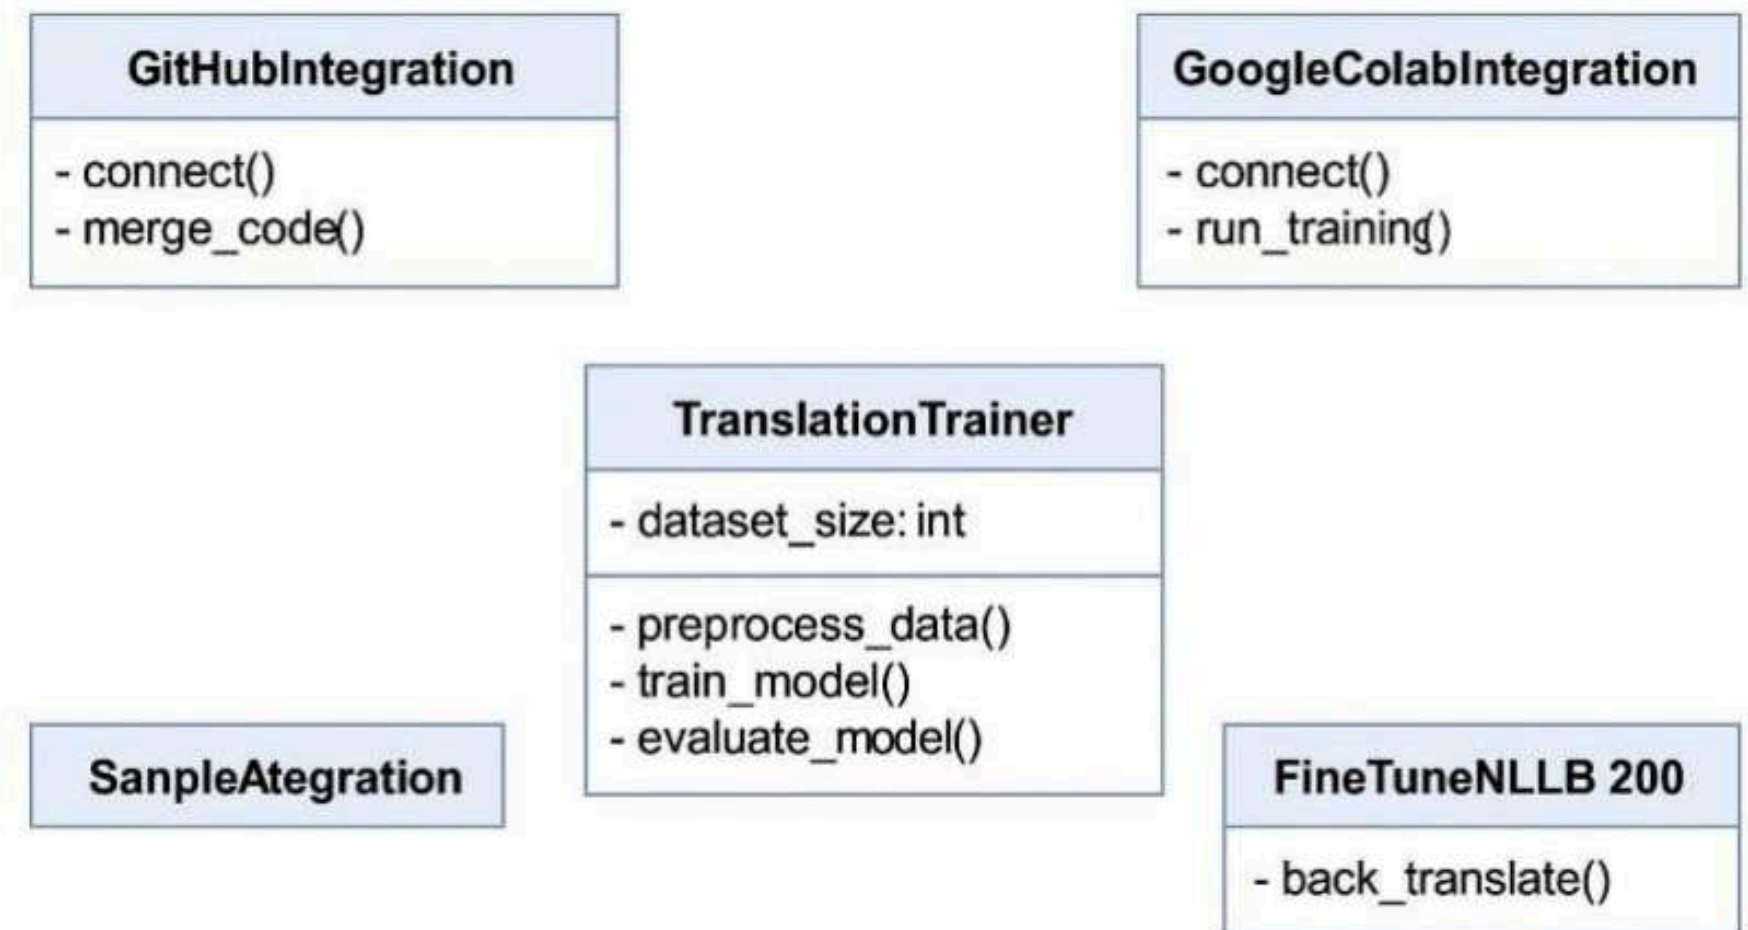 GitHubIntegration
- connect()
- merge_code()
GoogleColabIntegration
- connect()
- run_training()
TranslationTrainer
- dataset_size: int
- preprocess_data()
- train_model()
- evaluate_model()
SanpleAtegration
FineTuneNLLB 200
- back_translate()